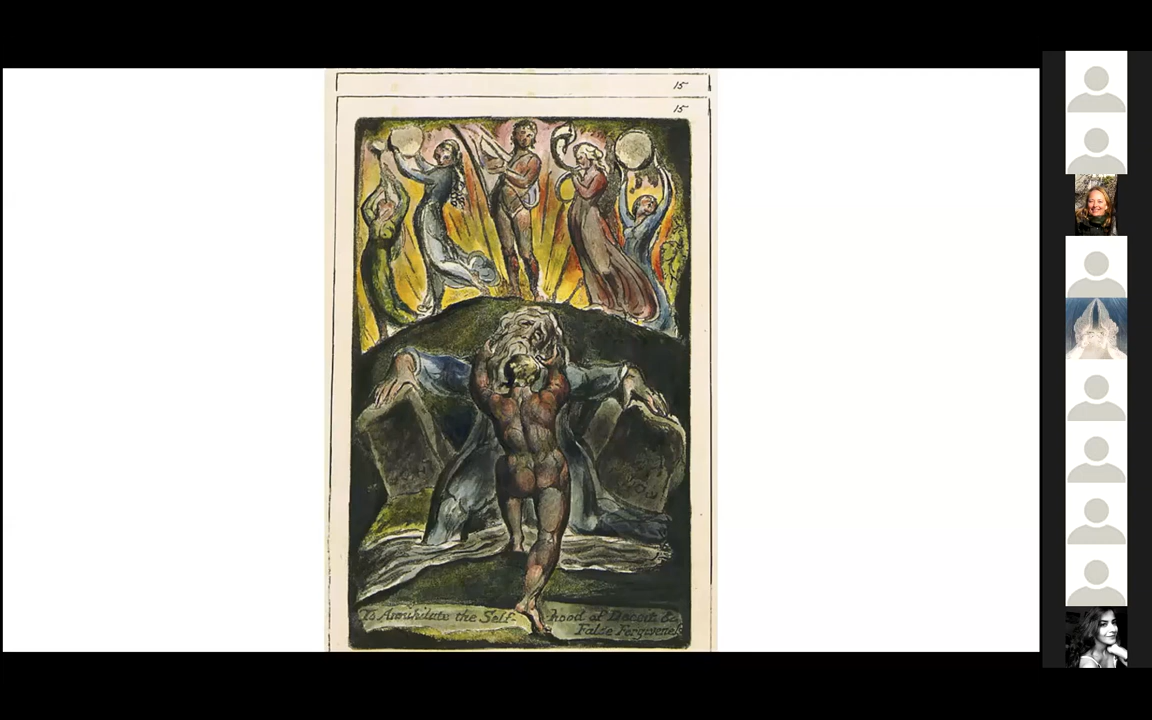 15
15
To Annihilate the Self- hood of Deceit &
False Forgiveness